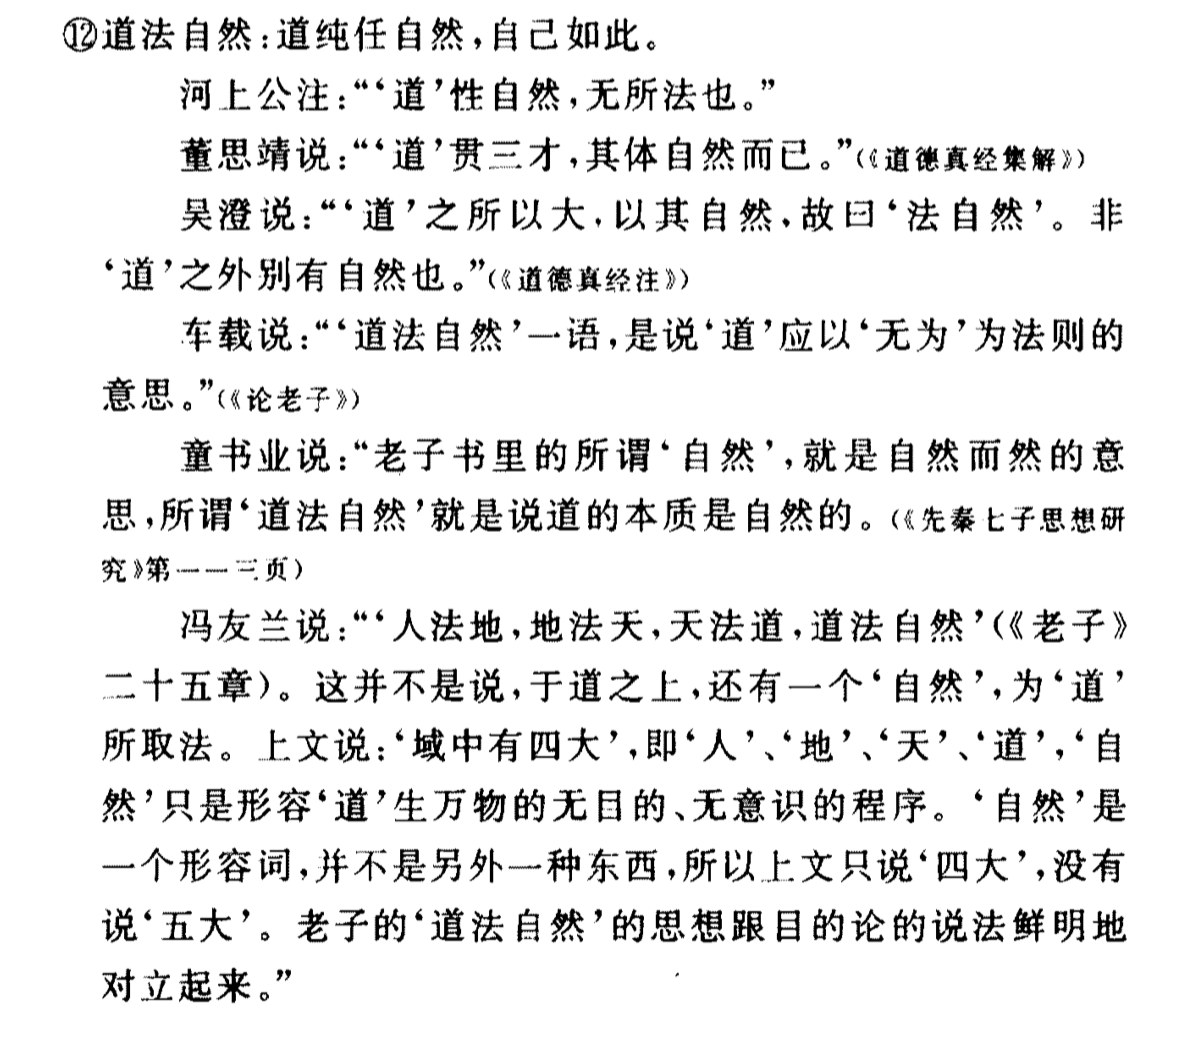 ⑫道法自然:道纯任自然,自己如此。
河上公注:“‘道’性自然,无所法也。”
董思靖说:“‘道’贯三才,其体自然而已。”(《道德真经集解》)
吴澄说:“‘道’之所以大,以其自然,故曰‘法自然’。非
‘道’之外别有自然也。”(《道德真经注》)
车载说:“‘道法自然’一语,是说‘道’应以‘无为’为法则的
意思。”(《论老子》)
童书业说:“老子书里的所谓‘自然’,就是自然而然的意
思,所谓‘道法自然’就是说道的本质是自然的。(《先秦七子思想研
究》第一一三页)
冯友兰说:“‘人法地,地法天,天法道,道法自然’(《老子》
二十五章)。这并不是说,于道之上,还有一个‘自然’,为‘道’
所取法。上文说:‘域中有四大’,即‘人’、‘地’、‘天’、‘道’,‘自
然’只是形容‘道’生万物的无目的、无意识的程序。‘自然’是
一个形容词,并不是另外一种东西,所以上文只说‘四大’,没有
说‘五大’。老子的‘道法自然’的思想跟目的论的说法鲜明地
对立起来。”